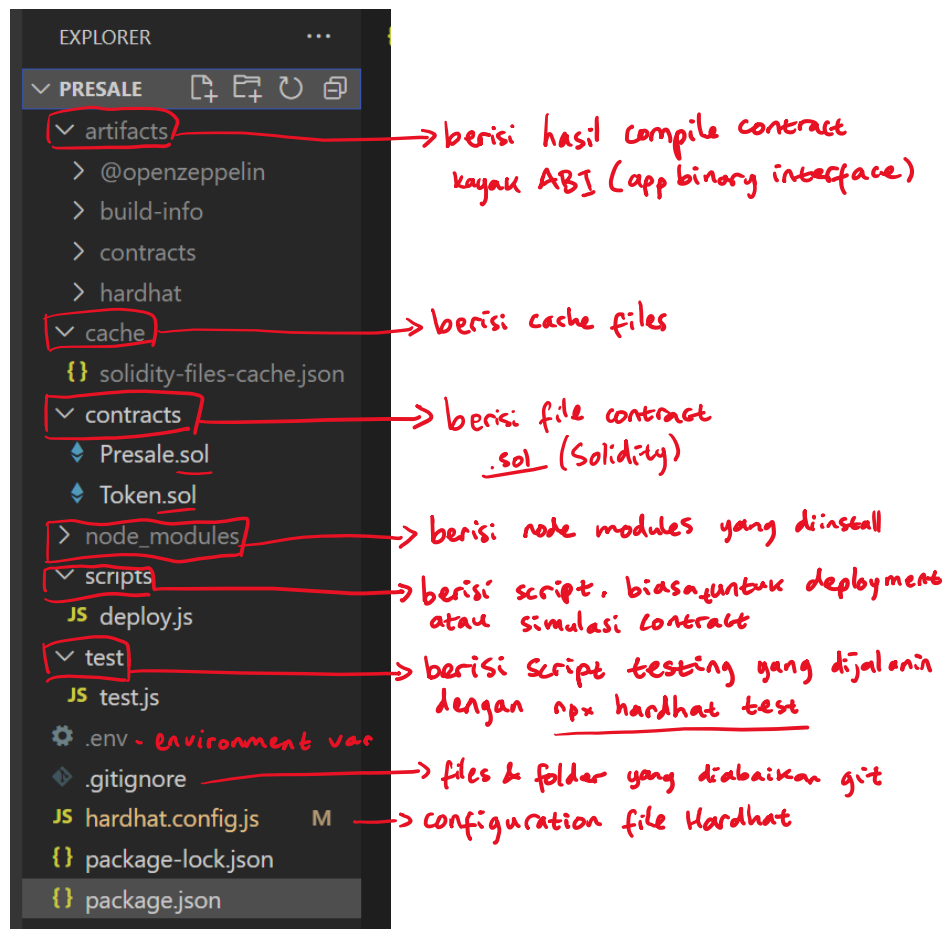 EXPLORER ...
PRESALE
artifacts
berisi hasil compile contract
kayak ABI (app binary interface)
@openzeppelin
build-info
contracts
hardhat
cache
berisi cache files
{} solidity-files-cache.json
contracts
berisi file contract
.sol (Solidity)
Presale.sol
Token.sol
node_modules
berisi node modules yang diinstall
scripts
berisi script. biasa untuk deployment
atau simulasi contract
JS deploy.js
test
berisi script testing yang dijalanin
dengan npx hardhat test
JS test.js
.env - environment var
.gitignore
files & folder yang diabaikan git
JS hardhat.config.js M
configuration file Hardhat
{} package-lock.json
{} package.json